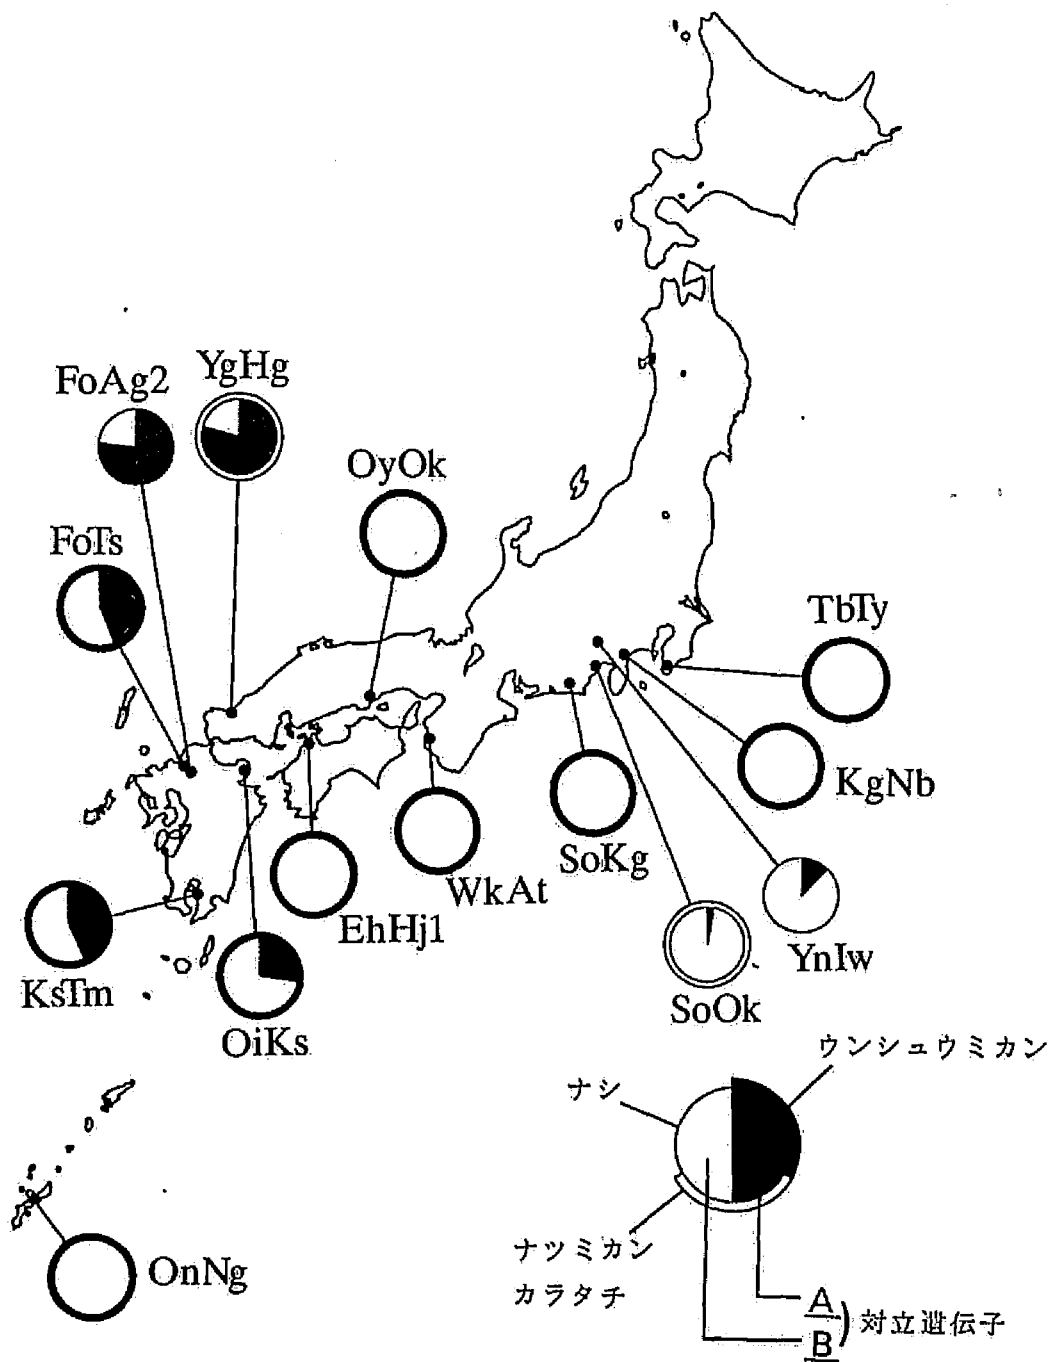 YgHg
FoAg2
OyOk
FoTs
TbTy
KgNb
SoKg
WkAt
EhHj1
YnIw
KsTm
SoOk
OiKs
ウンシュウミカン
ナシ
ナツミカン
カラタチ
OnNg
A
B
対立遺伝子